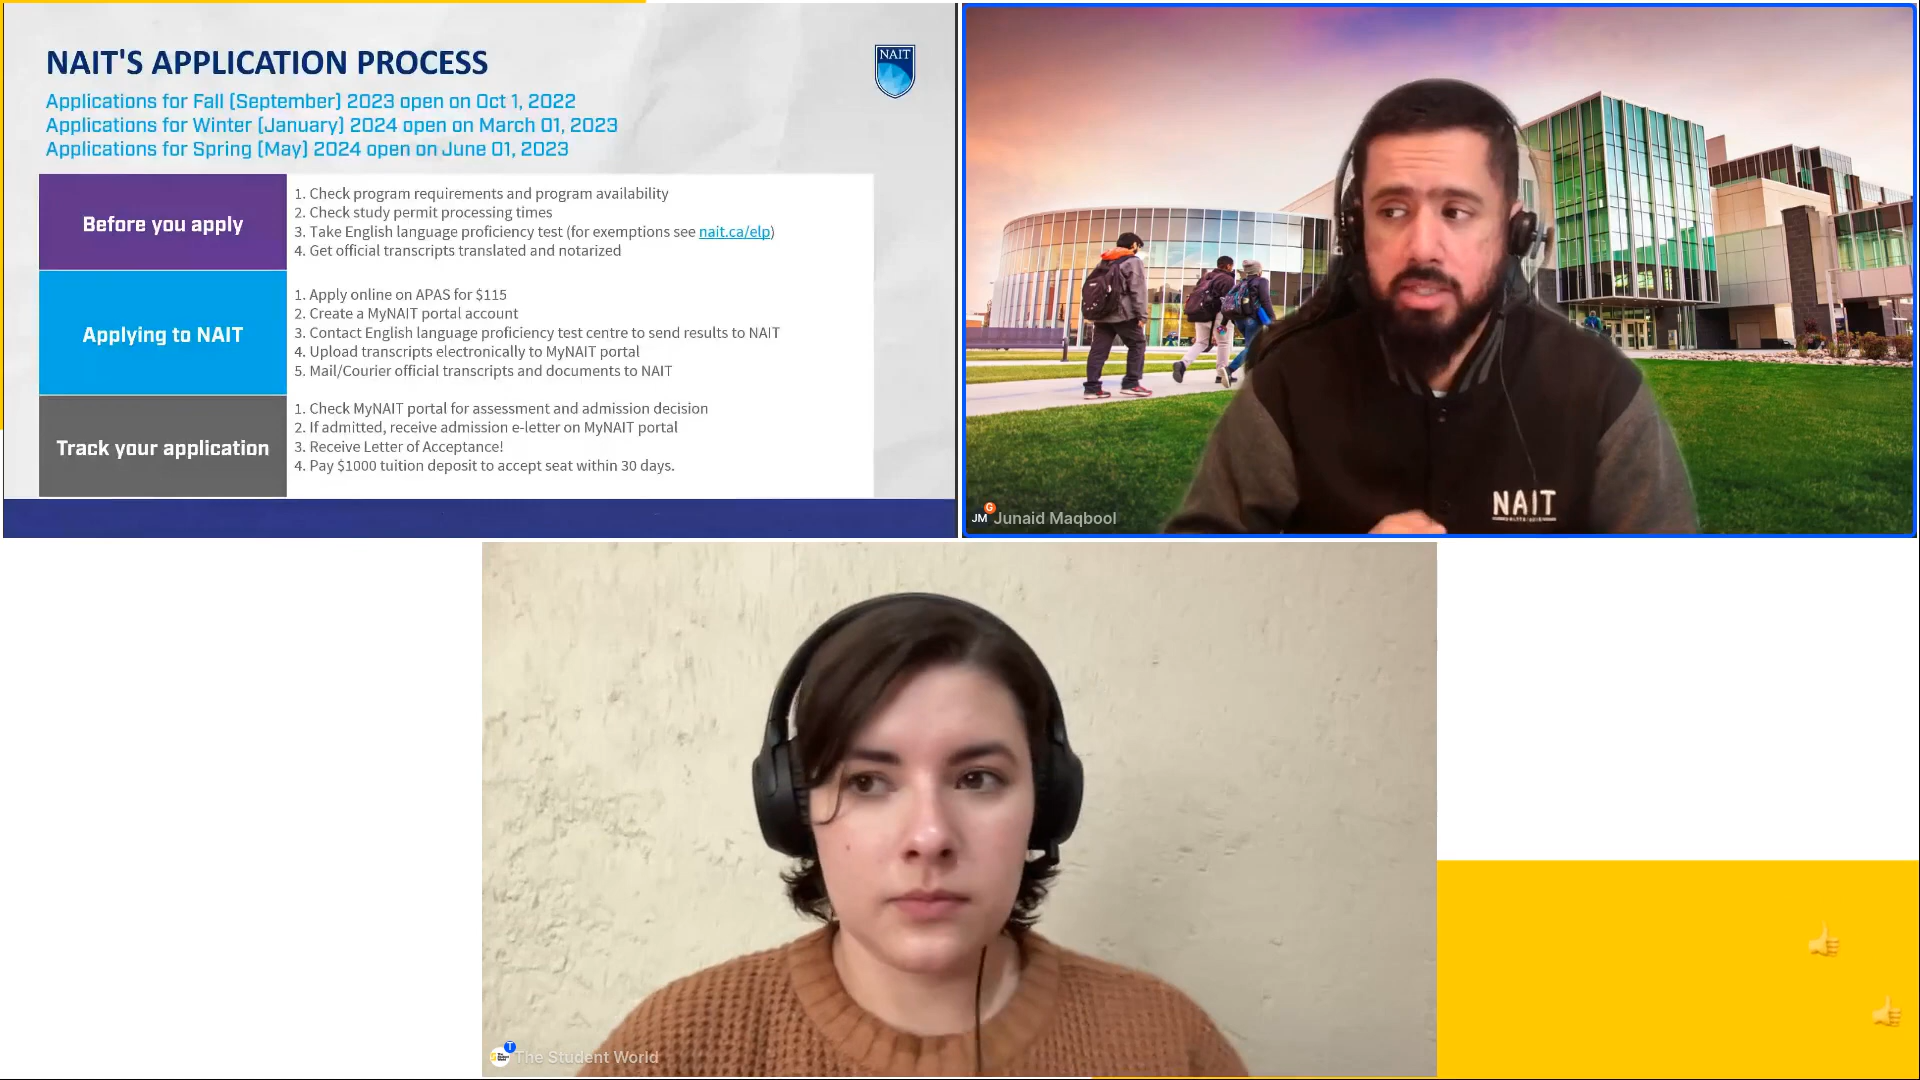 NAIT'S APPLICATION PROCESS
NAIT
Applications for Fall (September) 2023 open on Oct 1, 2022
Applications for Winter (January) 2024 open on March 01, 2023
Applications for Spring (May) 2024 open on June 01, 2023
Before you apply
1. Check program requirements and program availability
2. Check study permit processing times
3. Take English language proficiency test (for exemptions see nait.ca/elp)
4. Get official transcripts translated and notarized
Applying to NAIT
1. Apply online on APAS for $115
2. Create a MyNAIT portal account
3. Contact English language proficiency test centre to send results to NAIT
4. Upload transcripts electronically to MyNAIT portal
5. Mail/Courier official transcripts and documents to NAIT
Track your application
1. Check MyNAIT portal for assessment and admission decision
2. If admitted, receive admission e-letter on MyNAIT portal
3. Receive Letter of Acceptance!
4. Pay $1000 tuition deposit to accept seat within 30 days.
NAIT
G
JM Junaid Maqbool
T
The Student World